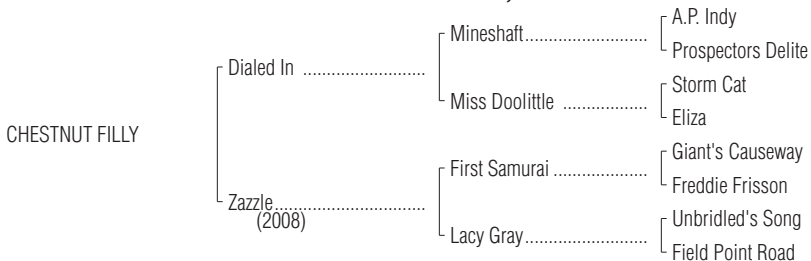 A.P. Indy
Mineshaft
Prospectors Delite
Dialed In
Storm Cat
Miss Doolittle
Eliza
CHESTNUT FILLY
Giant's Causeway
First Samurai
Freddie Frisson
Zazzle
(2008)
Unbridled's Song
Lacy Gray
Field Point Road